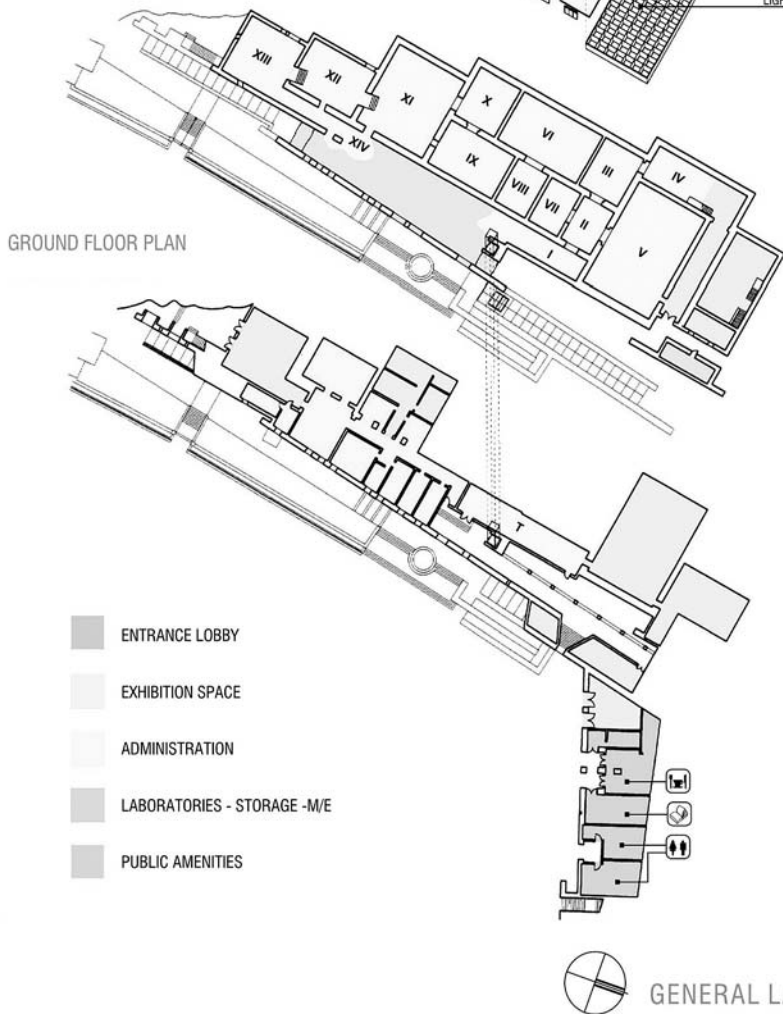 LIGH
XIII
XII
XI
X
VI
III
IV
XIV
IX
VIII
VII
II
V
I
GROUND FLOOR PLAN
T
ENTRANCE LOBBY
EXHIBITION SPACE
ADMINISTRATION
LABORATORIES - STORAGE -M/E
PUBLIC AMENITIES
GENERAL L